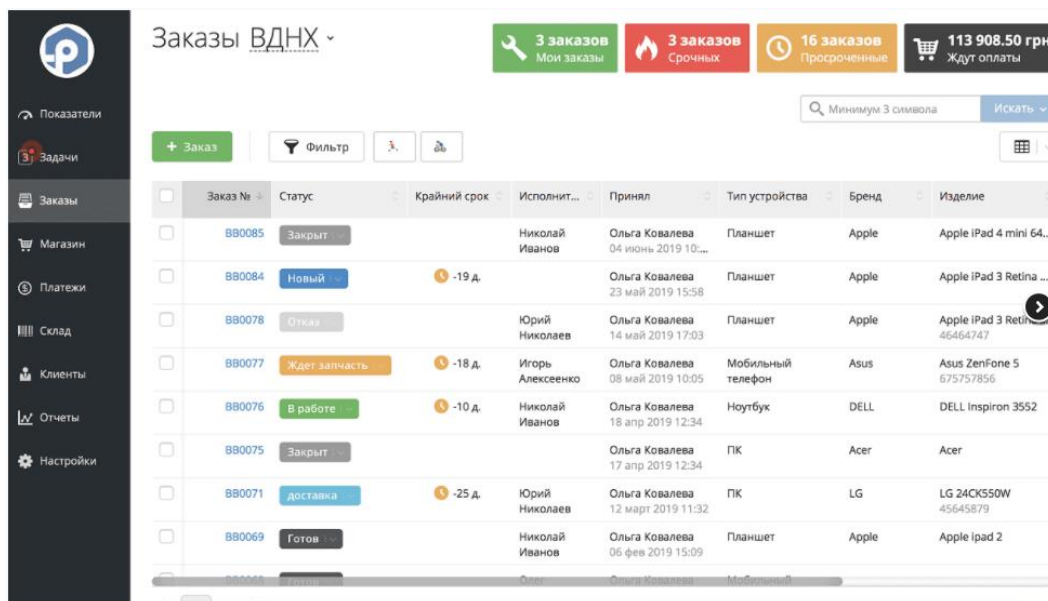 Заказы ВДНХ
3 заказов
Мои заказы
3 заказов
Срочных
16 заказов
Просроченные
113 908.50 грн
Ждут оплаты
Показатели
3 Задачи
Заказы
Магазин
Платежи
Склад
Клиенты
Отчеты
Настройки
Минимум 3 символа
Искать
+ Заказ
Фильтр
Заказ № Статус Крайний срок Исполнит... Принял Тип устройства Бренд Изделие
BB0085 Закрыт Николай Ольга Ковалева Планшет Apple Apple iPad 4 mini 64...
Иванов 04 июнь 2019 10:...
BB0084 Новый -19 д. Ольга Ковалева Планшет Apple Apple iPad 3 Retina ...
23 май 2019 15:58
BB0078 Отказ Юрий Ольга Ковалева Планшет Apple Apple iPad 3
Николаев 14 май 2019 17:03 46464747
BB0077 Ждет запчасть -18 д. Игорь Ольга Ковалева Мобильный Asus Asus ZenFone 5
Алексеенко 08 май 2019 10:05 телефон 675757856
BB0076 В работе -10 д. Николай Ольга Ковалева Ноутбук DELL DELL Inspiron 3552
Иванов 18 апр 2019 12:34
BB0075 Закрыт Ольга Ковалева ПК Acer Acer
17 апр 2019 12:34
BB0071 доставка -25 д. Юрий Ольга Ковалева ПК LG LG 24CK550W
Николаев 12 март 2019 11:32 45645879
BB0069 Готов Николай Ольга Ковалева Планшет Apple Apple ipad 2
Иванов 06 фев 2019 15:09